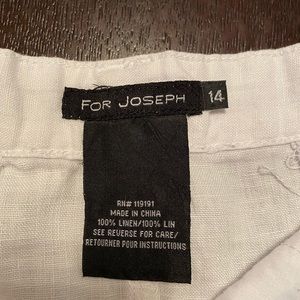 FOR JOSEPH 14
RN# 119191
MADE IN CHINA
100% LINEN/100% LIN
SEE REVERSE FOR CARE/
RETOURNER POUR INSTRUCTIONS